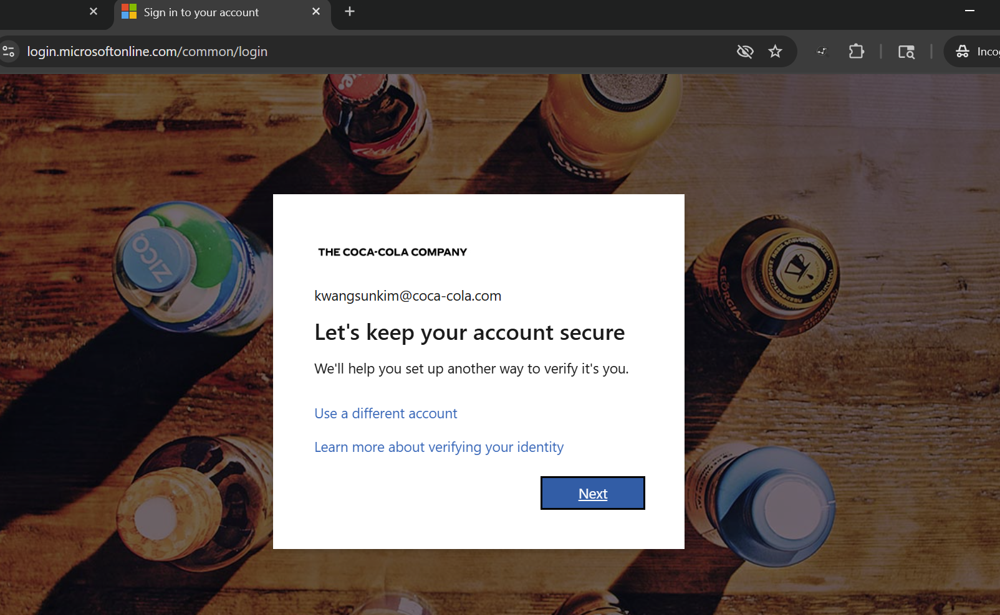 Sign in to your account
login.microsoftonline.com/common/login
ZICO
GEORGIA
THE COCA-COLA COMPANY
kwangsunkim@coca-cola.com
Let's keep your account secure
We'll help you set up another way to verify it's you.
Use a different account
Learn more about verifying your identity
Next